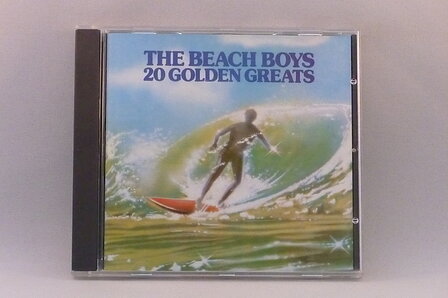 THE BEACH BOYS
20 GOLDEN GREATS